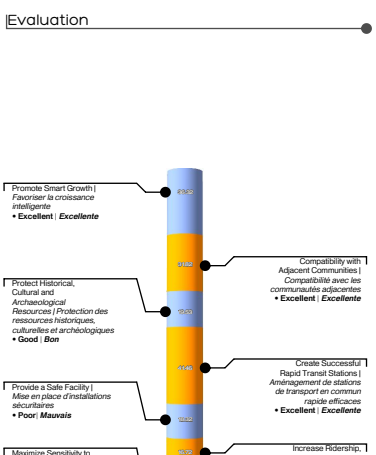 Evaluation
Promote Smart Growth |
Favoriser la croissance
intelligente
• Excellent | Excellente
Compatibility with
Adjacent Communities |
Compatibilité avec les
communautés adjacentes
• Excellent | Excellente
Protect Historical,
Cultural and
Archaeological
Resources | Protection des
ressources historiques,
culturelles et archéologiques
• Good | Bon
Create Successful
Rapid Transit Stations |
Aménagement de stations
de transport en commun
rapide efficaces
• Excellent | Excellente
Provide a Safe Facility |
Mise en place d'installations
sécuritaires
• Poor| Mauvais
Increase Ridership,
Maximize Sensitivity to